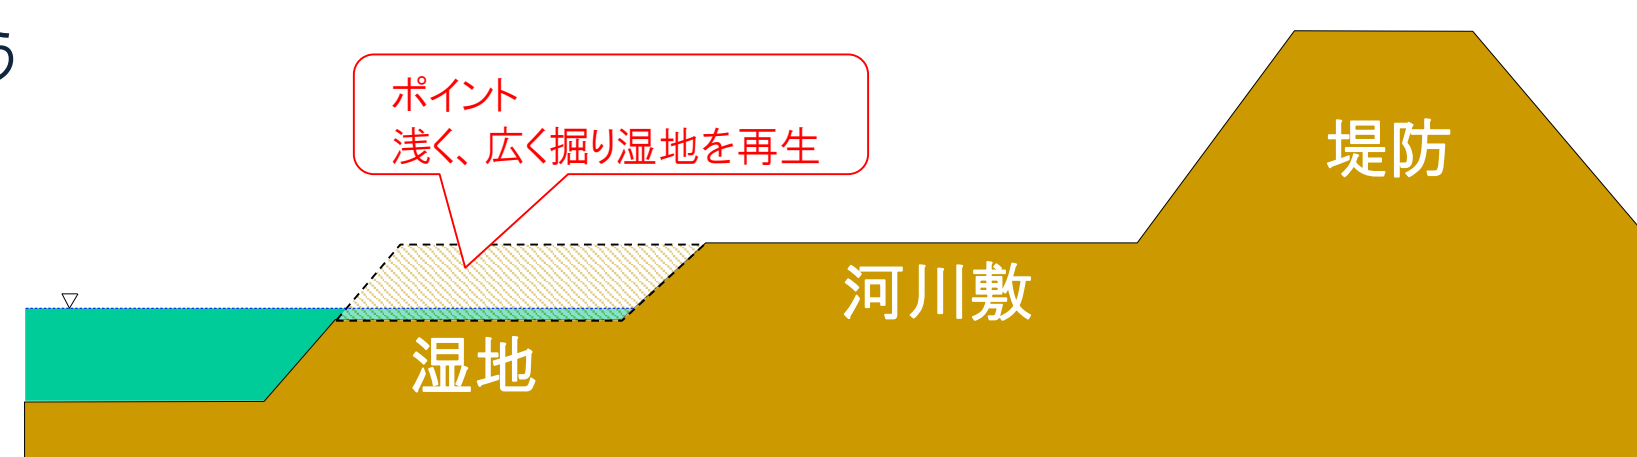 う
ポイント
浅く、広く掘り湿地を再生
堤防
河川敷
湿地